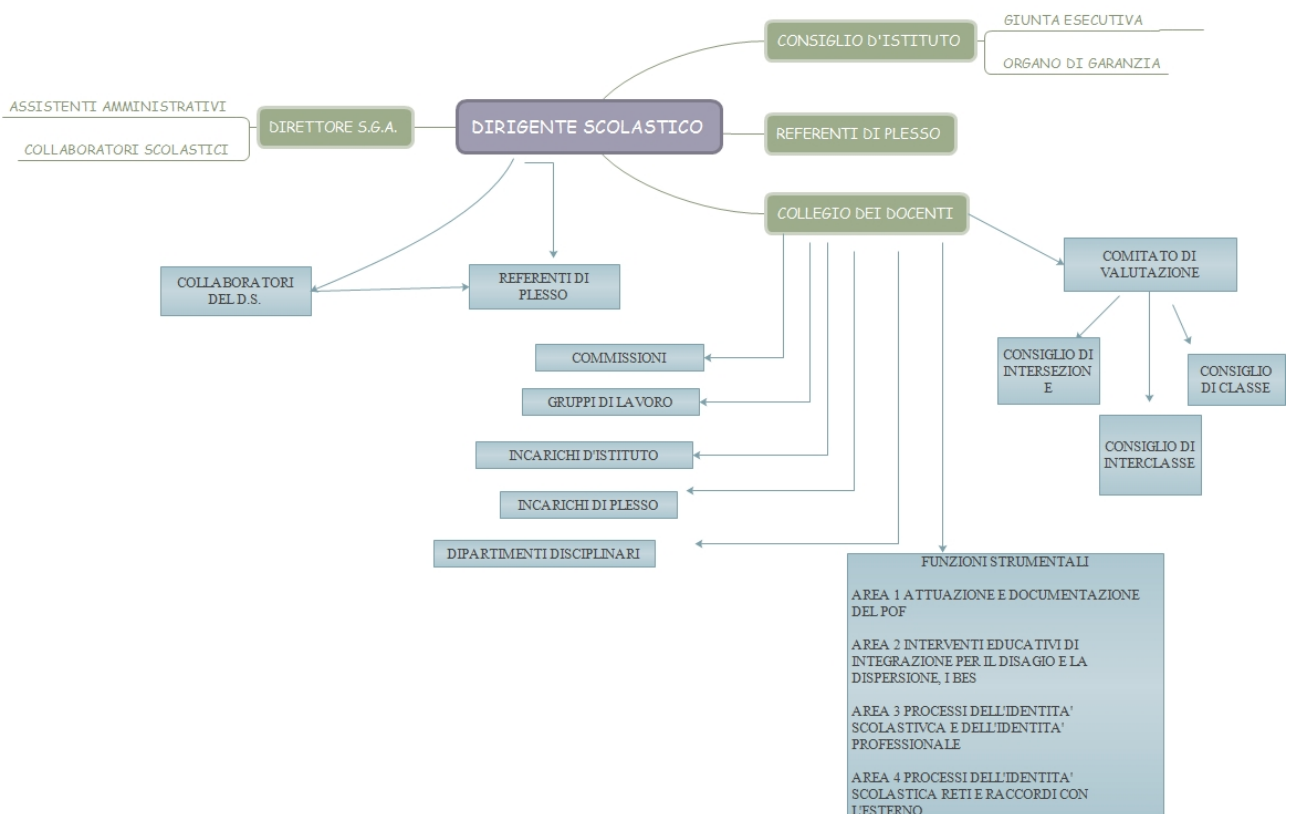 GIUNTA ESECUTIVA
CONSIGLIO D'ISTITUTO
ORGANO DI GARANZIA
ASSISTENTI AMMINISTRATIVI
DIRETTORE S.G.A.
DIRIGENTE SCOLASTICO
REFERENTI DI PLESSO
COLLABORATORI SCOLASTICI
COLLEGIO DEI DOCENTI
COMITATO DI
VALUTAZIONE
COLLABORATORI
DEL D.S.
REFERENTI DI
PLESSO
COMMISSIONI
CONSIGLIO DI
INTERSEZION
E
CONSIGLIO
DI CLASSE
GRUPPI DI LAVORO
CONSIGLIO DI
INTERCLASSE
INCARICHI D'ISTITUTO
INCARICHI DI PLESSO
DIPARTIMENTI DISCIPLINARI
FUNZIONI STRUMENTALI
AREA 1 ATTUAZIONE E DOCUMENTAZIONE
DEL POF
AREA 2 INTERVENTI EDUCATIVI DI
INTEGRAZIONE PER IL DISAGIO E LA
DISPERSIONE, I BES
AREA 3 PROCESSI DELL'IDENTITA'
SCOLASTIVCA E DELL'IDENTITA'
PROFESSIONALE
AREA 4 PROCESSI DELL'IDENTITA'
SCOLASTICA RETI E RACCORDI CON
L'ESTERNO